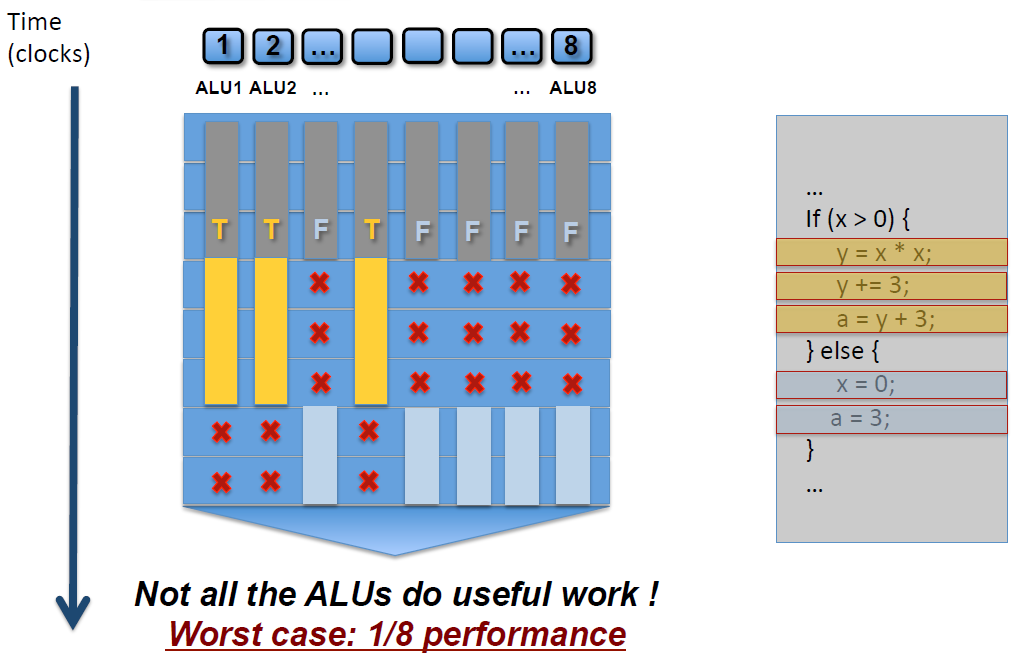 Time
(clocks)
1 2 ... ... 8
ALU1 ALU2 ... ... ALU8
T T F T F F F F
...
If (x > 0) {
y = x * x;
y += 3;
a = y + 3;
} else {
x = 0;
a = 3;
}
...
Not all the ALUs do useful work !
Worst case: 1/8 performance